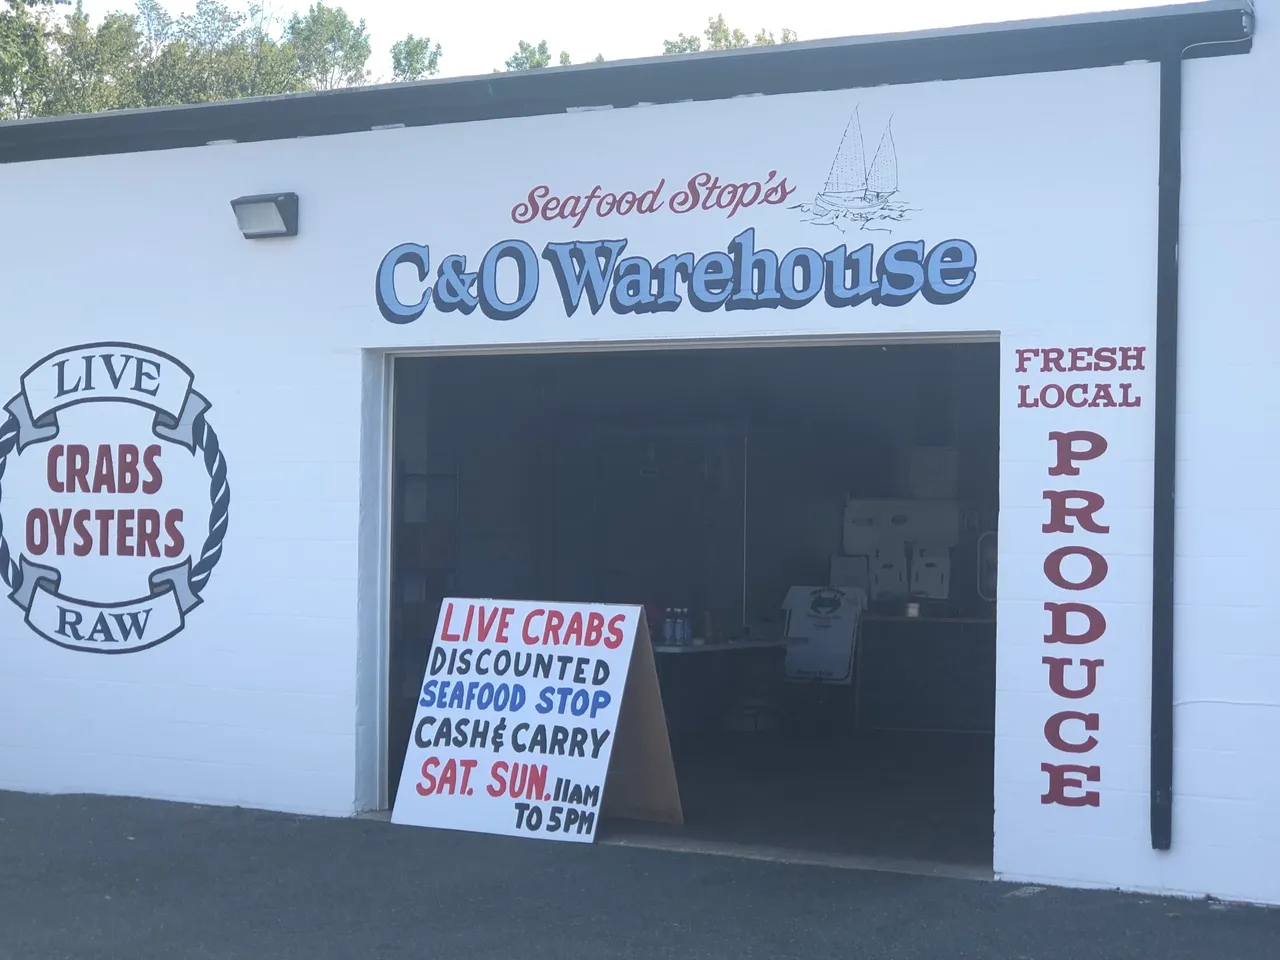 Seafood Stop's
C&O Warehouse
LIVE
CRABS
OYSTERS
RAW
FRESH
LOCAL
PRODUCE
LIVE CRABS
DISCOUNTED
SEAFOOD STOP
CASH & CARRY
SAT. SUN. 11AM
TO 5PM